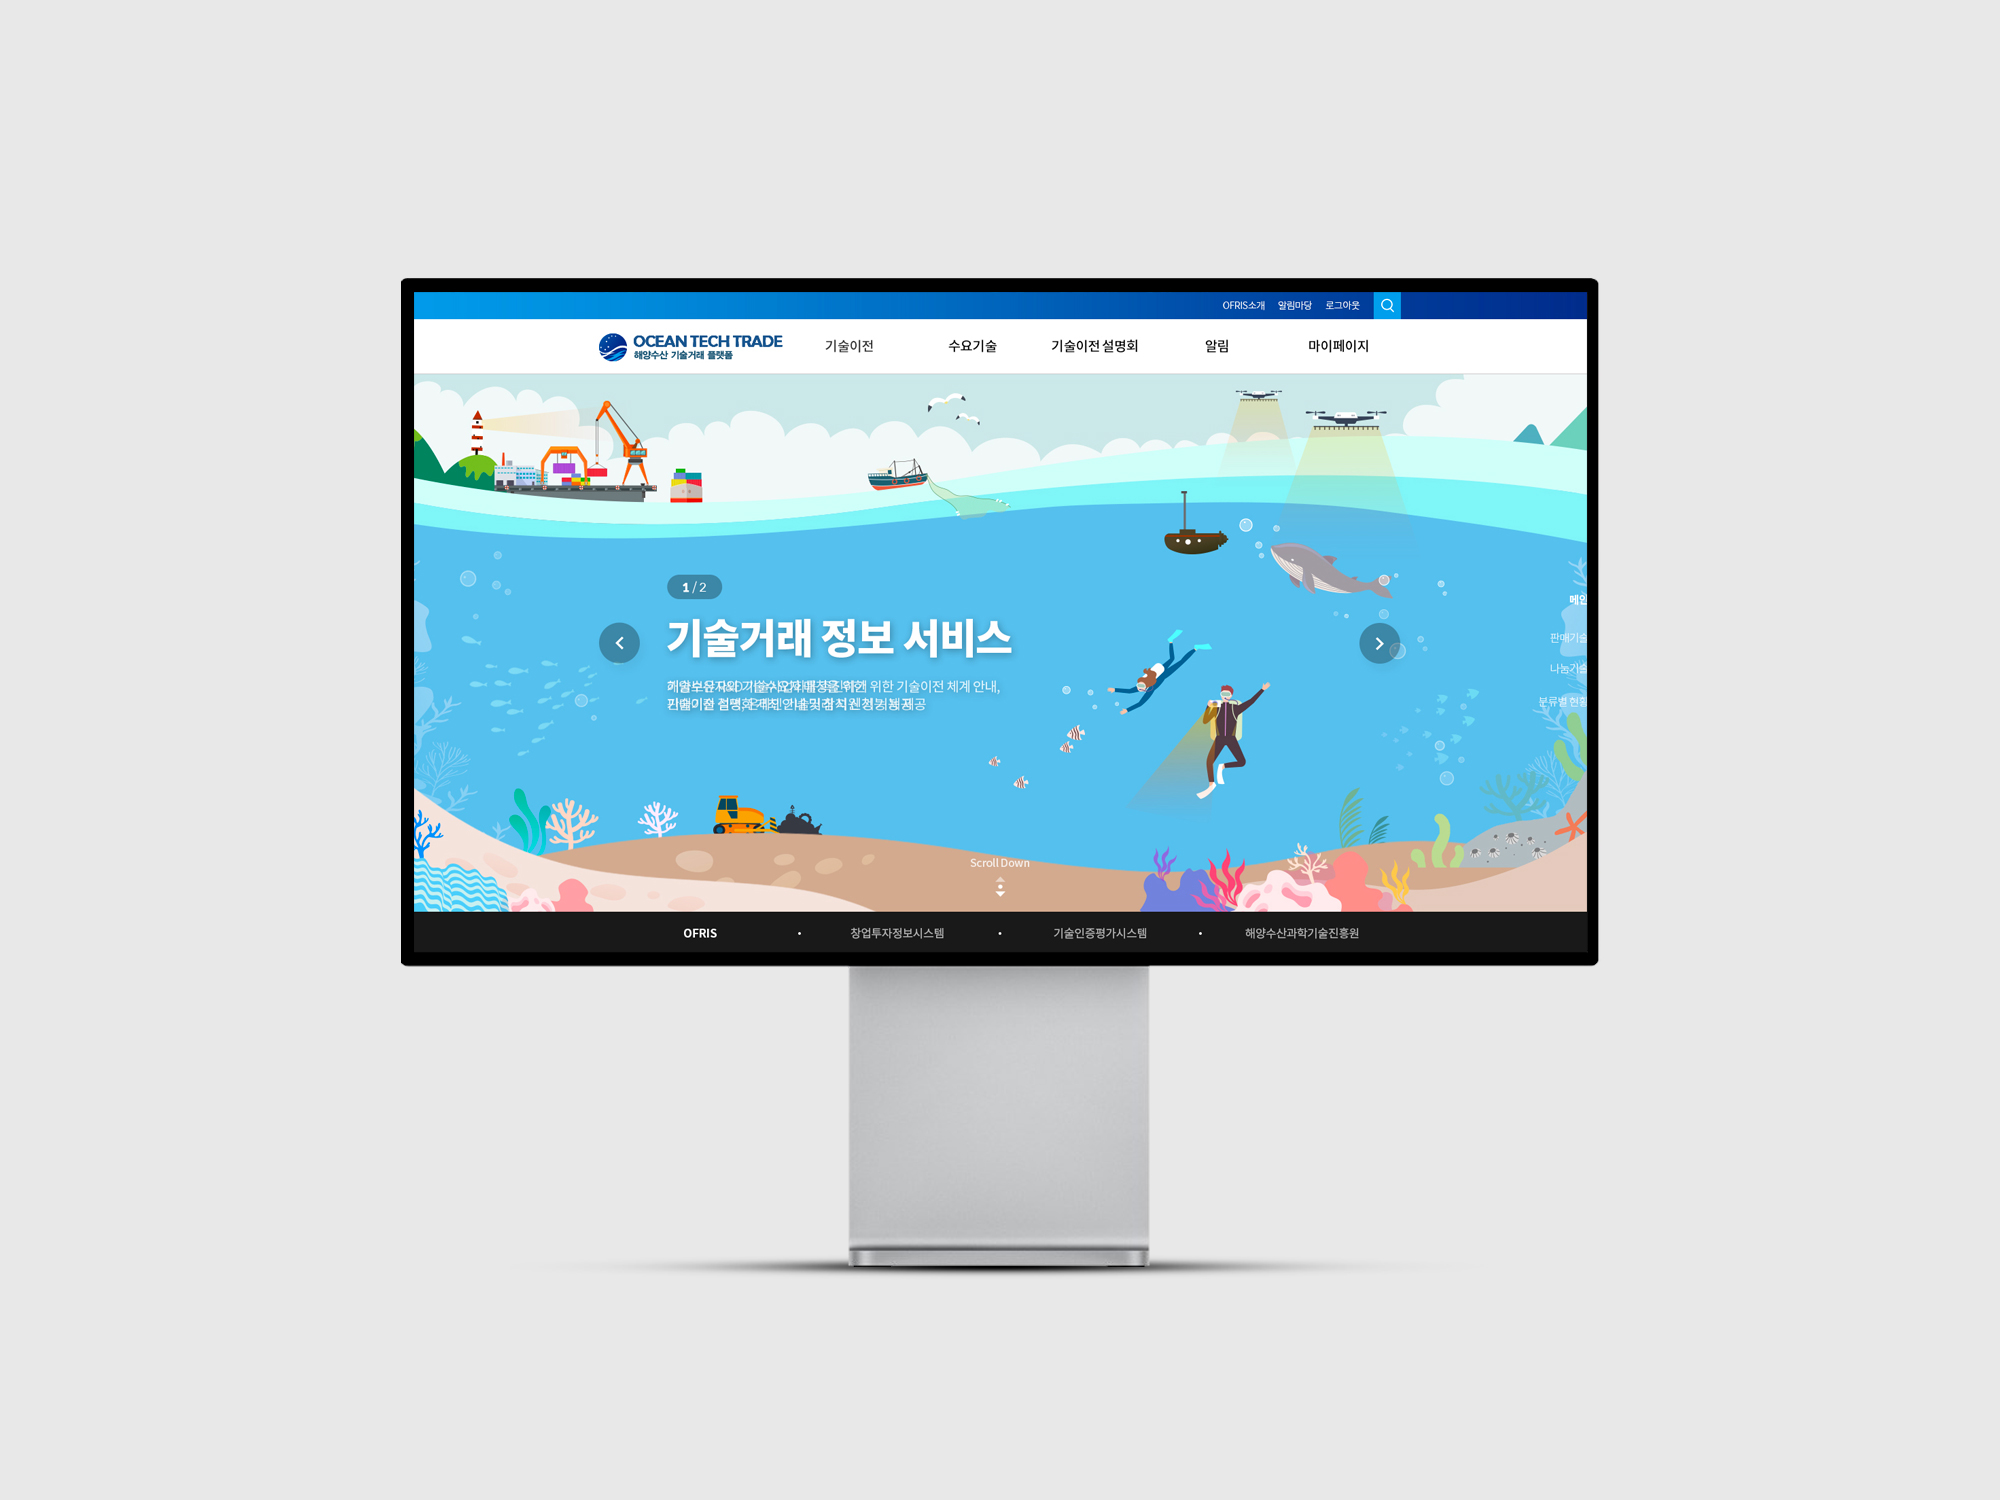 OFRIS소개 알림마당 로그아웃
OCEAN TECH TRADE
해양수산 기술거래 플랫폼
기술이전 수요기술 기술이전 설명회 알림 마이페이지
1 / 2
기술거래 정보 서비스
위한 기술이전 체계 안내,
메인
판매기술
나눔기술
분류별 현황
Scroll Down
OFRIS • 창업투자정보시스템 • 기술인증평가시스템 • 해양수산과학기술진흥원